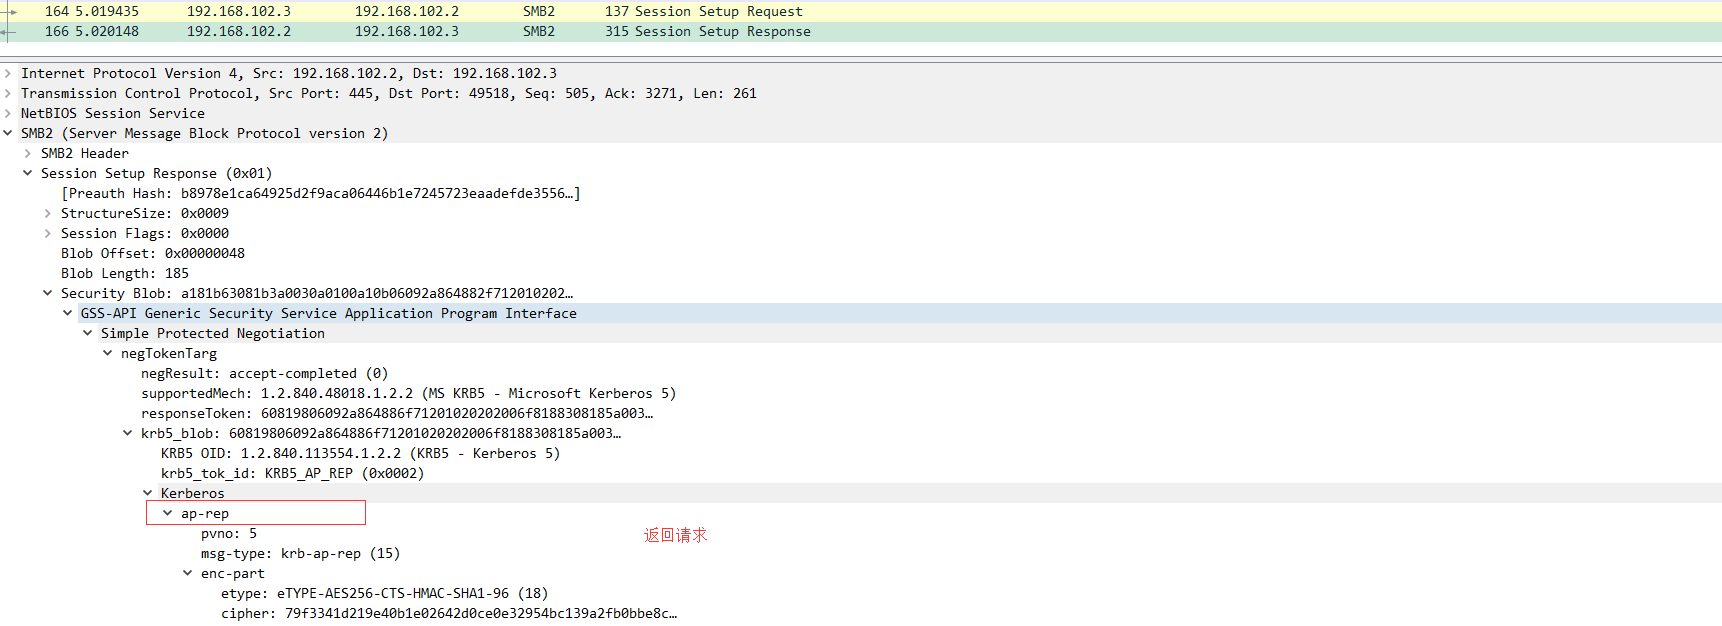 164 5.019435 192.168.102.3 192.168.102.2 SMB2 137 Session Setup Request
166 5.020148 192.168.102.2 192.168.102.3 SMB2 315 Session Setup Response
Internet Protocol Version 4, Src: 192.168.102.2, Dst: 192.168.102.3
Transmission Control Protocol, Src Port: 445, Dst Port: 49518, Seq: 505, Ack: 3271, Len: 261
NetBIOS Session Service
SMB2 (Server Message Block Protocol version 2)
SMB2 Header
Session Setup Response (0x01)
[Preauth Hash: b8978e1ca64925d2f9aca06446b1e7245723eaadefde3556…]
StructureSize: 0x0009
Session Flags: 0x0000
Blob Offset: 0x00000048
Blob Length: 185
Security Blob: a181b63081b3a0030a0100a10b06092a864882f712010202…
GSS-API Generic Security Service Application Program Interface
Simple Protected Negotiation
negTokenTarg
negResult: accept-completed (0)
supportedMech: 1.2.840.48018.1.2.2 (MS KRB5 - Microsoft Kerberos 5)
responseToken: 60819806092a864886f71201020202006f8188308185a003…
krb5_blob: 60819806092a864886f71201020202006f8188308185a003…
KRB5 OID: 1.2.840.113554.1.2.2 (KRB5 - Kerberos 5)
krb5_tok_id: KRB5_AP_REP (0x0002)
Kerberos
ap-rep
pvno: 5
返回请求
msg-type: krb-ap-rep (15)
enc-part
etype: eTYPE-AES256-CTS-HMAC-SHA1-96 (18)
cipher: 79f3341d219e40b1e02642d0ce0e32954bc139a2fb0bbe8c…